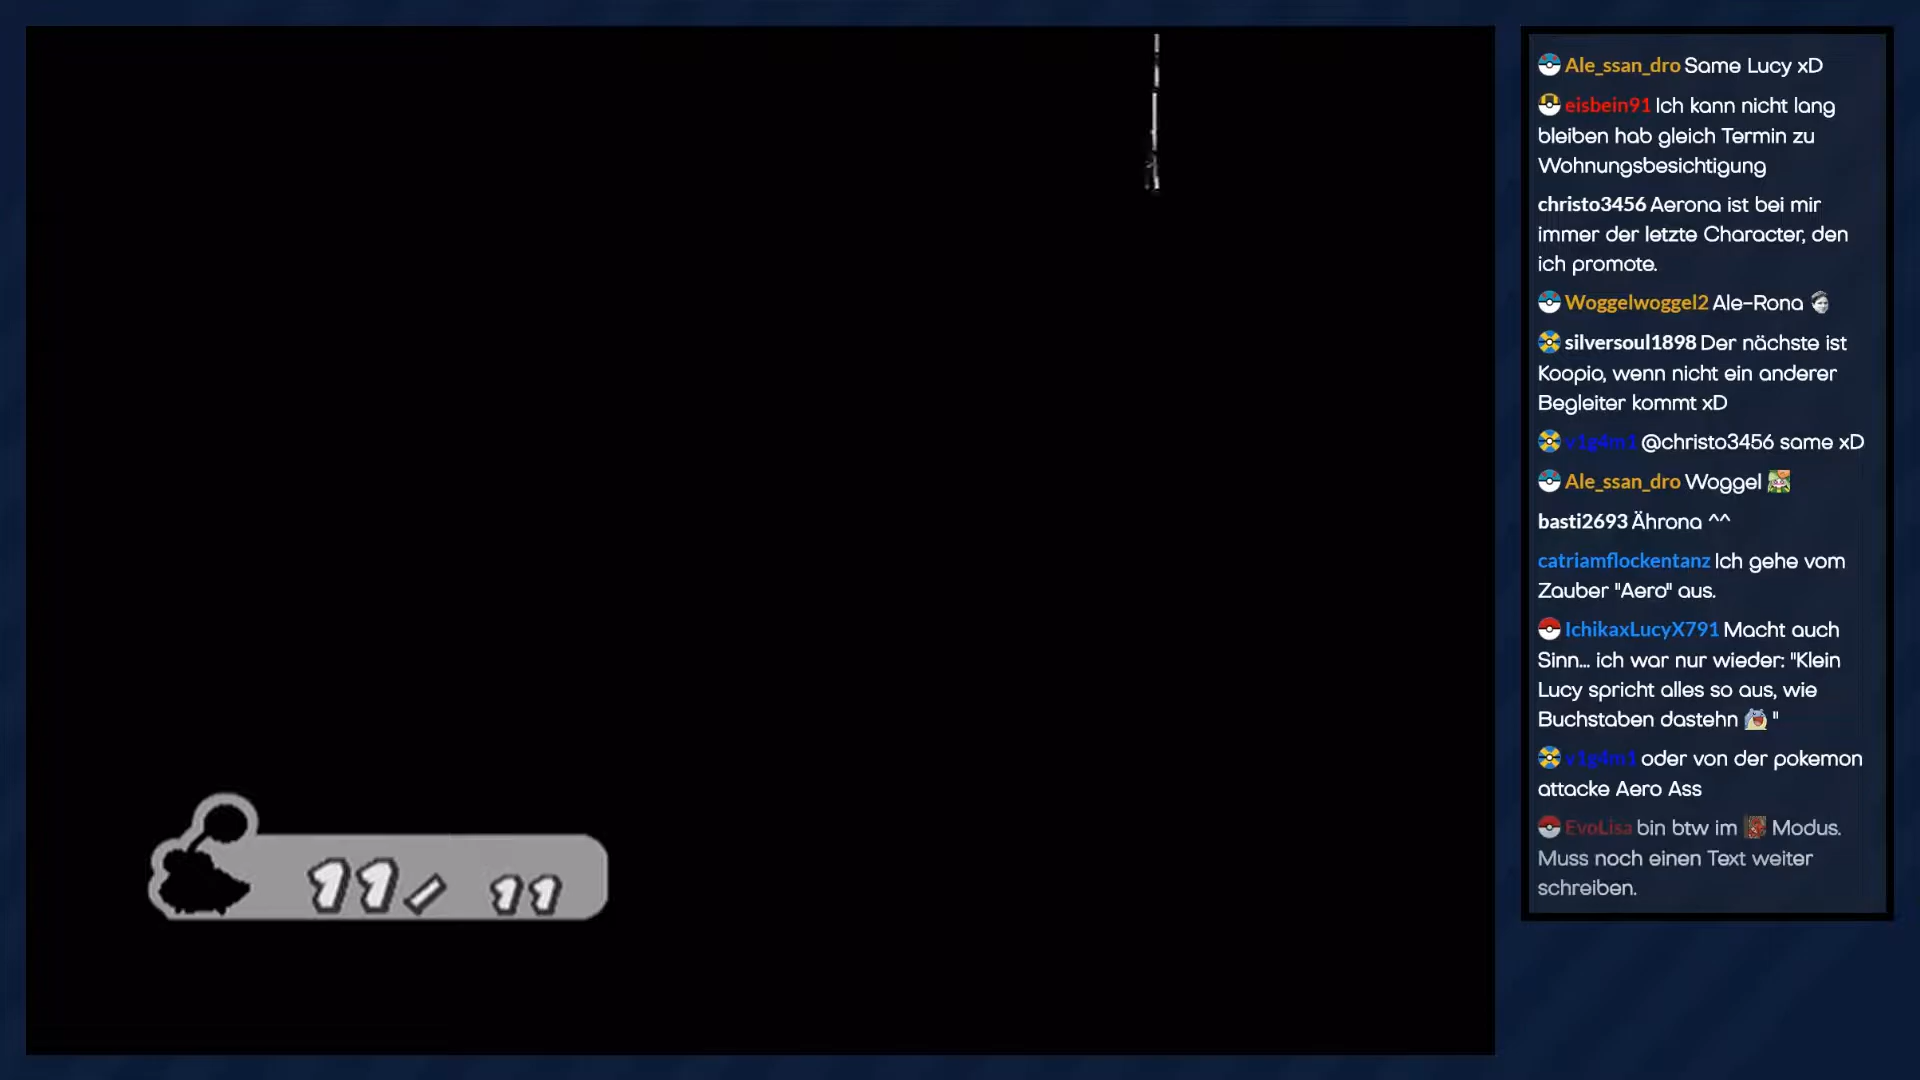 Ale_ssan_dro Same Lucy xD
eisbein91 Ich kann nicht lang
bleiben hab gleich Termin zu
Wohnungsbesichtigung
christo3456 Aerona ist bei mir
immer der letzte Character, den
ich promote.
Woggelwoggel2 Ale-Rona
silversoul1898 Der nächste ist
Koopio, wenn nicht ein anderer
Begleiter kommt xD
v1g4m1 @christo3456 same xD
Ale_ssan_dro Woggel
basti2693 Ährona ^^
catriamflockentanz Ich gehe vom
Zauber "Aero" aus.
IchikaxLucyX791 Macht auch
Sinn... ich war nur wieder: "Klein
Lucy spricht alles so aus, wie
Buchstaben dastehn "
v1g4m1 oder von der pokemon
attacke Aero Ass
EvoLisa bin btw im Modus.
Muss noch einen Text weiter
schreiben.
11/ 11